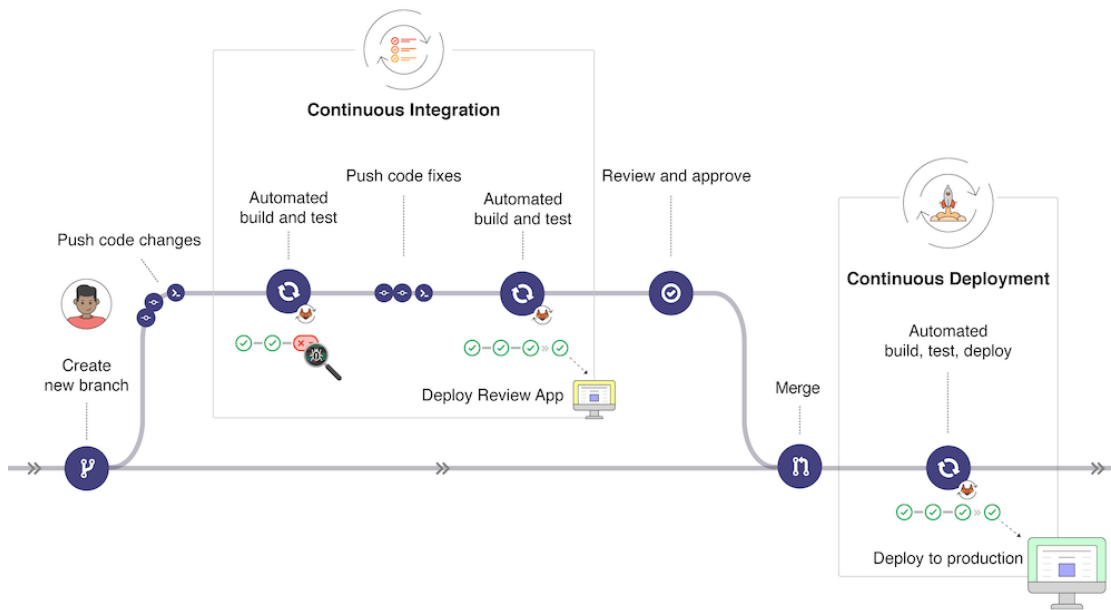 Continuous Integration
Push code fixes
Review and approve
Automated
build and test
Automated
build and test
Push code changes
Continuous Deployment
Automated
build, test, deploy
Create
new branch
Deploy Review App
Merge
Deploy to production